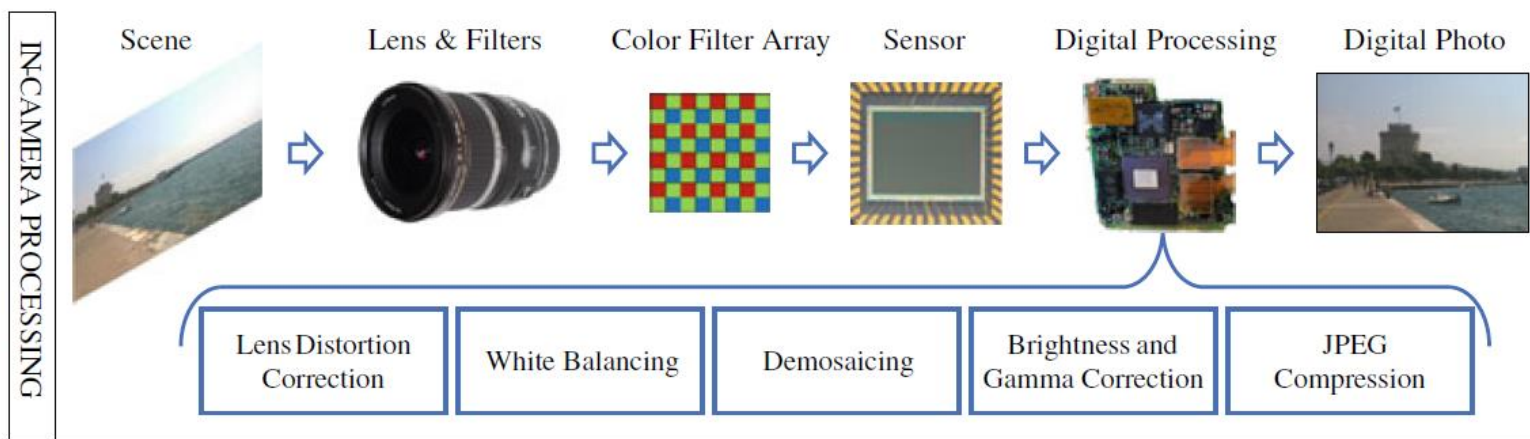 IN-CAMERA PROCESSING
Scene
Lens & Filters
Color Filter Array
Sensor
Digital Processing
Digital Photo
Lens Distortion
Correction
White Balancing
Demosaicing
Brightness and
Gamma Correction
JPEG
Compression